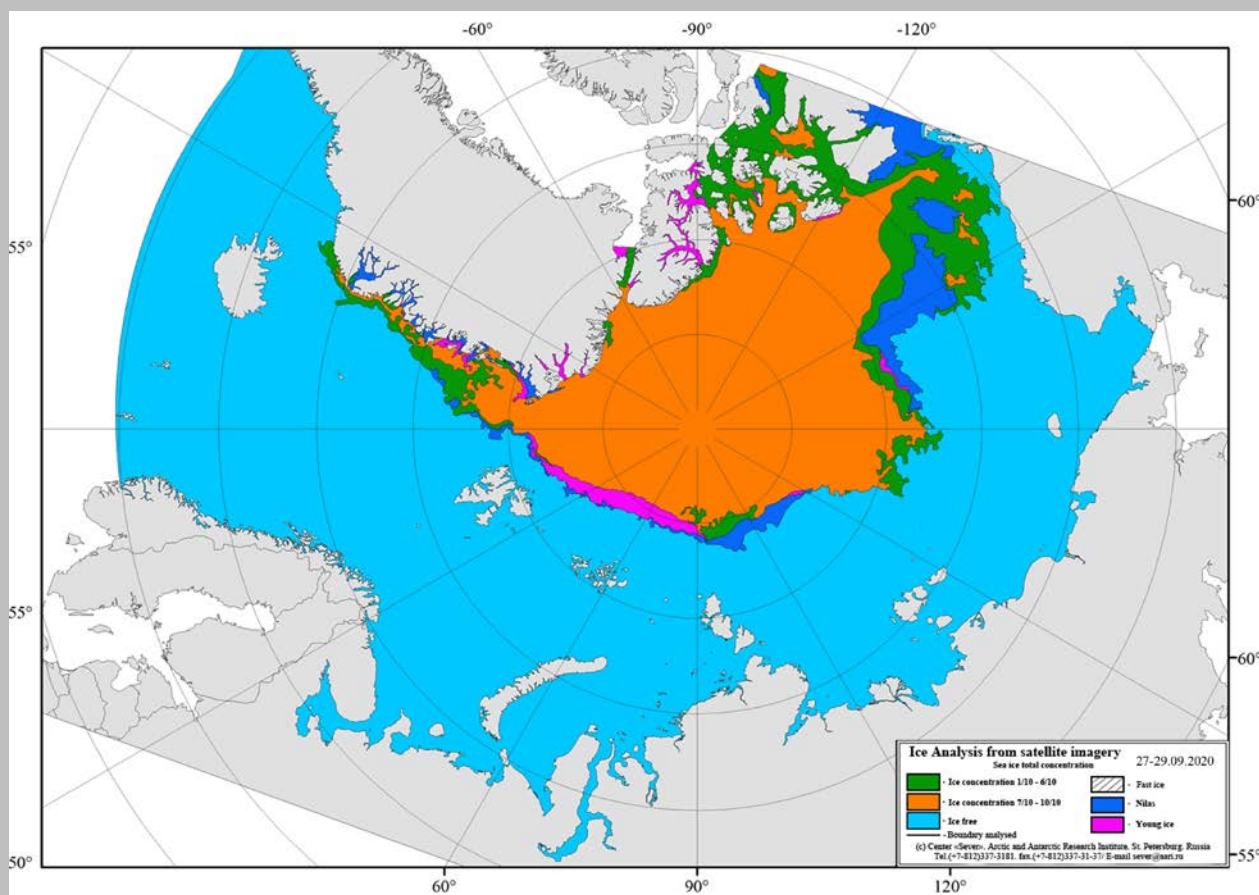 -60° -90° -120°
55°
60°
55°
60°
50°
55°
60° 90° 120°
Ice Analysis from satellite imagery
Sea ice total concentration
27-29.09.2020
- Ice concentration 1/10 - 6/10
- Ice concentration 7/10 - 10/10
- Ice free
- Boundary analysed
- Fast ice
- Nilas
- Young ice
(c) Center «Sever». Arctic and Antarctic Research Institute. St. Petersburg. Russia
Tel.(+7-812)337-3181. fax.(+7-812)337-31-37/ E-mail sever@aari.ru